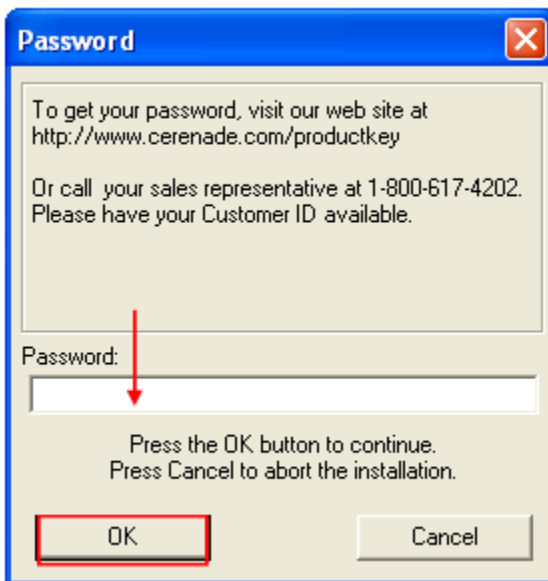 Password
To get your password, visit our web site at
http://www.cerenade.com/productkey
Or call  your sales representative at 1-800-617-4202.
Please have your Customer ID available.
Password:
Press the OK button to continue.
Press Cancel to abort the installation.
OK
Cancel